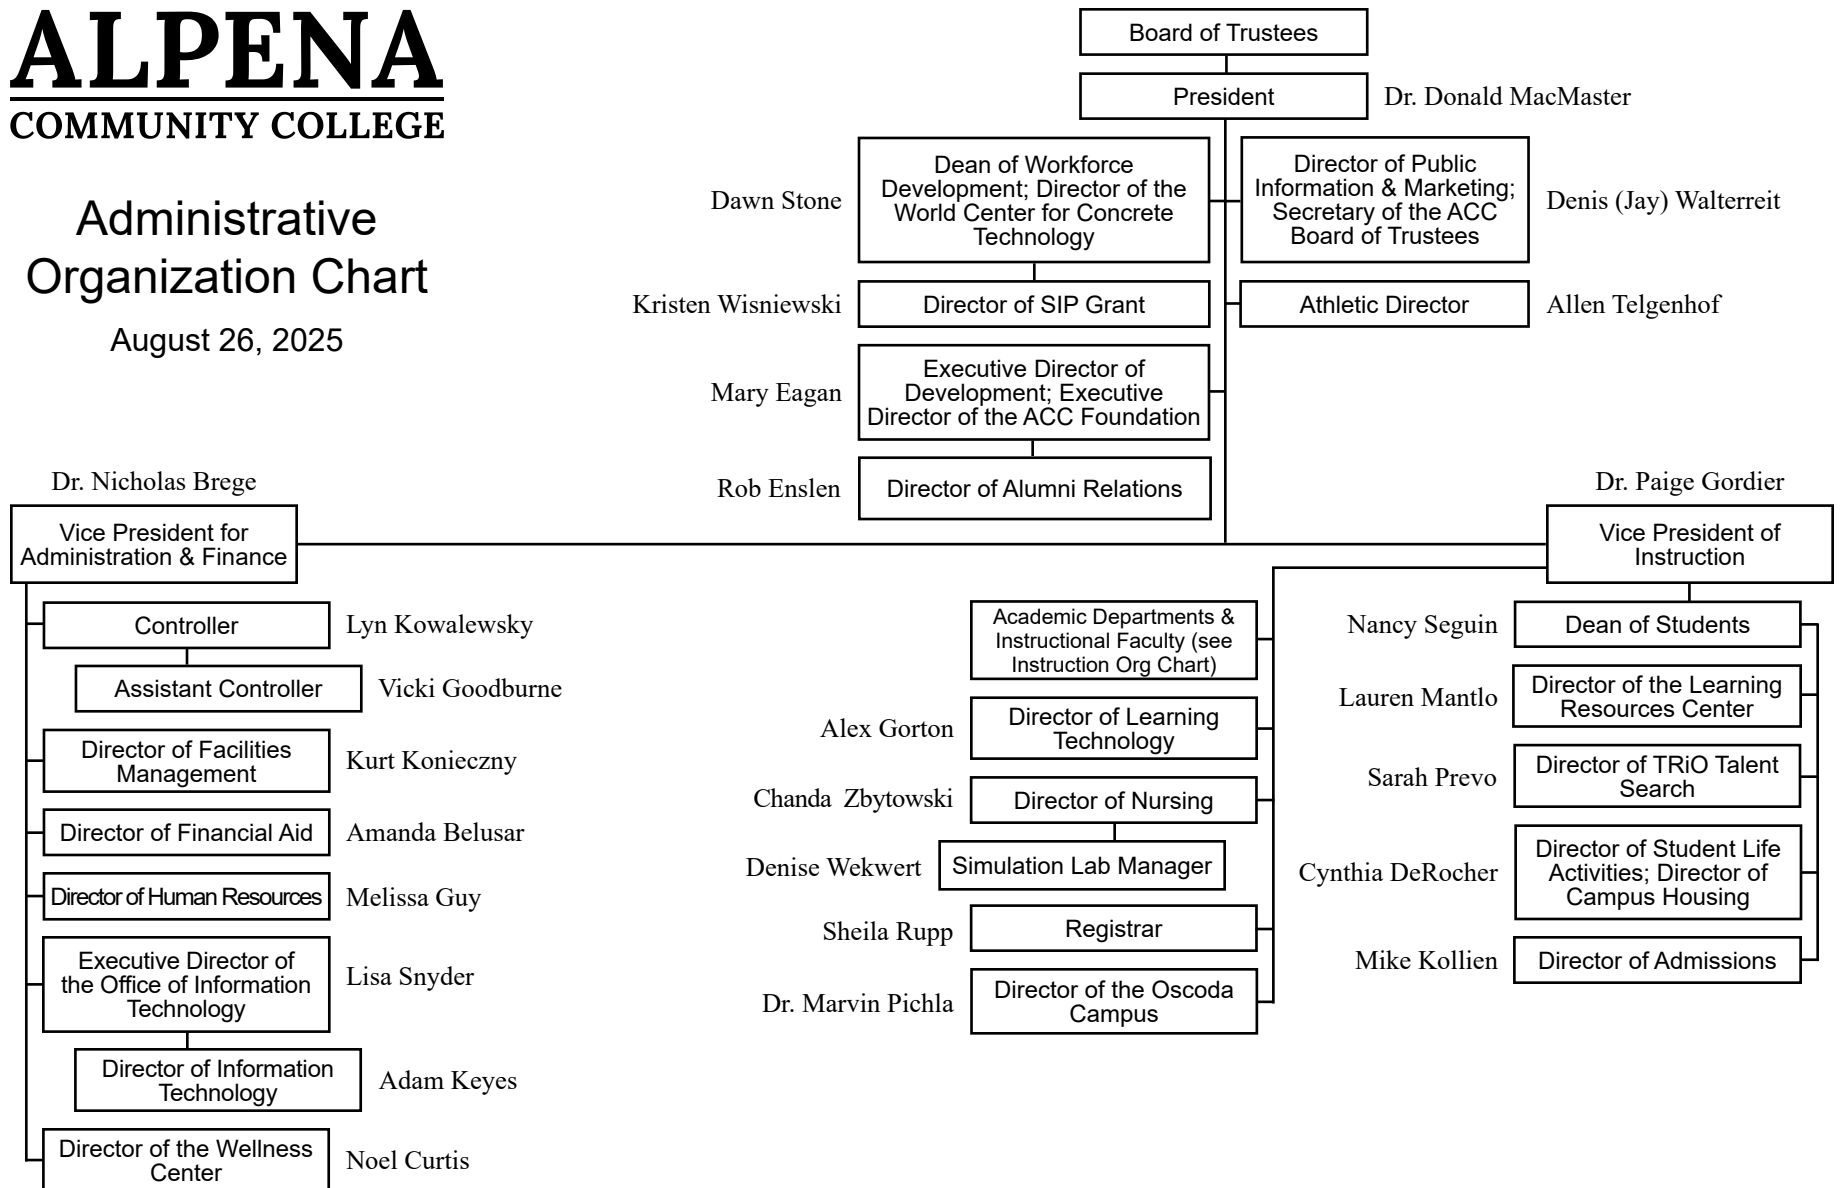 ALPENA
COMMUNITY COLLEGE
Administrative
Organization Chart
August 26, 2025
Board of Trustees
President
Dr. Donald MacMaster
Dawn Stone
Dean of Workforce
Development; Director of the
World Center for Concrete
Technology
Director of Public
Information & Marketing;
Secretary of the ACC
Board of Trustees
Denis (Jay) Walterreit
Kristen Wisniewski
Director of SIP Grant
Athletic Director
Allen Telgenhof
Mary Eagan
Executive Director of
Development; Executive
Director of the ACC Foundation
Rob Enslen
Director of Alumni Relations
Dr. Nicholas Brege
Vice President for
Administration & Finance
Controller
Lyn Kowalewsky
Assistant Controller
Vicki Goodburne
Director of Facilities
Management
Kurt Konieczny
Director of Financial Aid
Amanda Belusar
Director of Human Resources
Melissa Guy
Executive Director of
the Office of Information
Technology
Lisa Snyder
Director of Information
Technology
Adam Keyes
Director of the Wellness
Center
Noel Curtis
Dr. Paige Gordier
Vice President of
Instruction
Academic Departments &
Instructional Faculty (see
Instruction Org Chart)
Alex Gorton
Director of Learning
Technology
Chanda Zbytowski
Director of Nursing
Denise Wekwert
Simulation Lab Manager
Sheila Rupp
Registrar
Dr. Marvin Pichla
Director of the Oscoda
Campus
Nancy Seguin
Dean of Students
Lauren Mantlo
Director of the Learning
Resources Center
Sarah Prevo
Director of TRiO Talent
Search
Cynthia DeRocher
Director of Student Life
Activities; Director of
Campus Housing
Mike Kollien
Director of Admissions